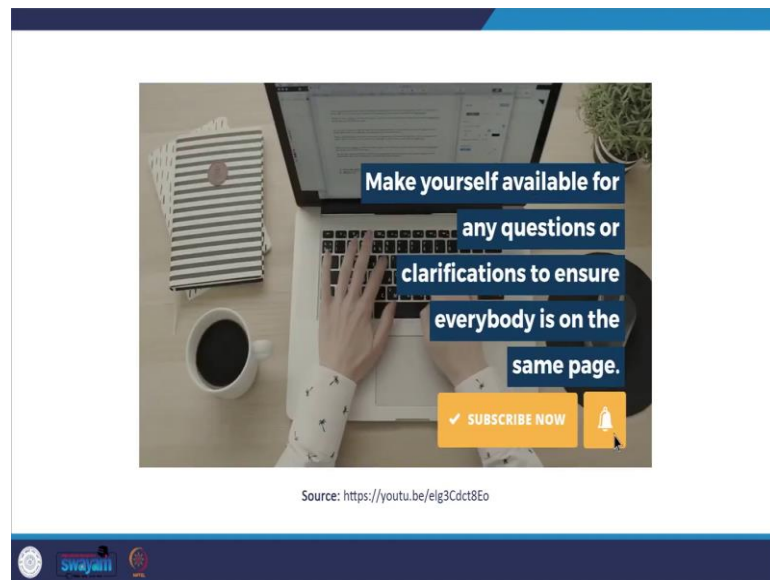 Make yourself available for
any questions or
clarifications to ensure
everybody is on the
same page.
SUBSCRIBE NOW
Source: https://youtu.be/elg3Cdct8Eo
swayam